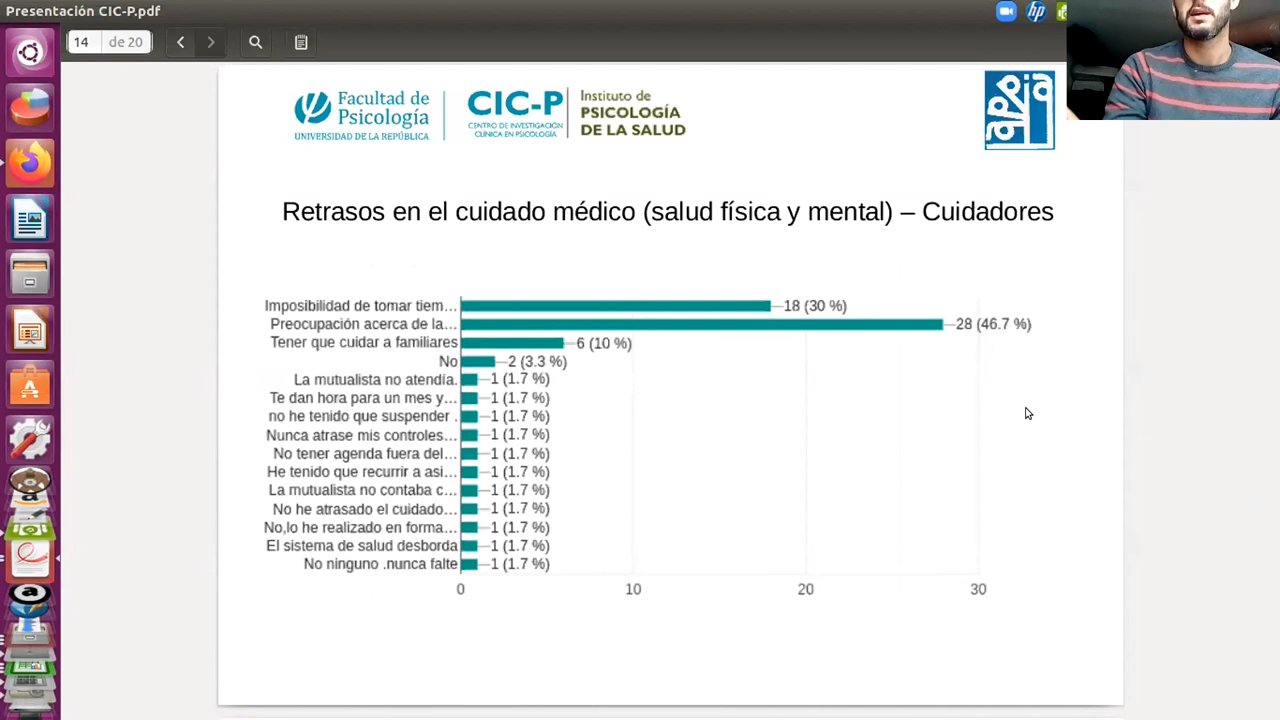 Presentación CIC-P.pdf
14 de 20
Facultad de
Psicología
UNIVERSIDAD DE LA REPÚBLICA
CIC-P
CENTRO DE INVESTIGACIÓN
CLÍNICA EN PSICOLOGÍA
Instituto de
PSICOLOGÍA
DE LA SALUD
appia
hp
Retrasos en el cuidado médico (salud física y mental) – Cuidadores
Imposibilidad de tomar tiem… 18 (30 %)
Preocupación acerca de la… 28 (46.7 %)
Tener que cuidar a familiares 6 (10 %)
No 2 (3.3 %)
La mutualista no atendía. 1 (1.7 %)
Te dan hora para un mes y… 1 (1.7 %)
no he tenido que suspender . 1 (1.7 %)
Nunca atrase mis controles… 1 (1.7 %)
No tener agenda fuera del… 1 (1.7 %)
He tenido que recurrir a asi… 1 (1.7 %)
La mutualista no contaba c… 1 (1.7 %)
No he atrasado el cuidado… 1 (1.7 %)
No,lo he realizado en forma… 1 (1.7 %)
El sistema de salud desborda 1 (1.7 %)
No ninguno .nunca falte 1 (1.7 %)
0 10 20 30